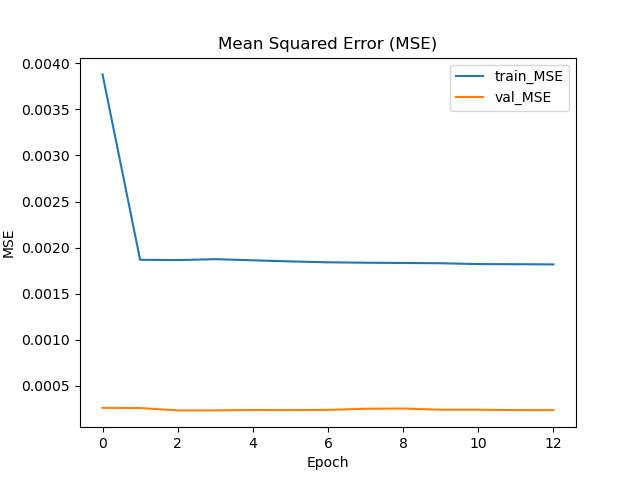 Mean Squared Error (MSE)
train_MSE
val_MSE
0.0040
0.0035
0.0030
0.0025
0.0020
0.0015
0.0010
0.0005
MSE
0 2 4 6 8 10 12
Epoch